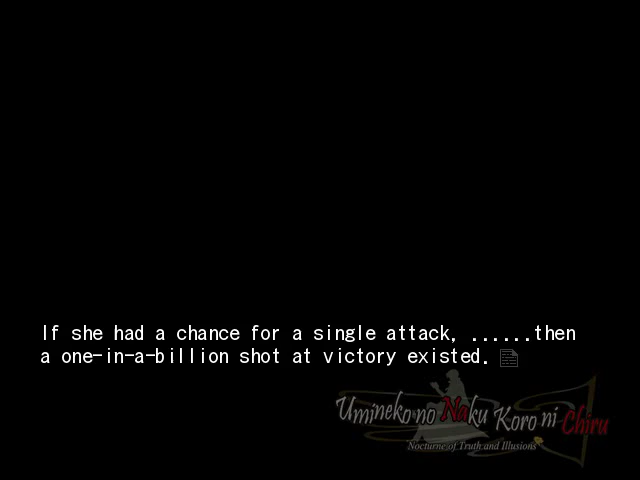 If she had a chance for a single attack, ......then
a one-in-a-billion shot at victory existed.
Umineko no Naku Koro ni Chiru
Nocturne of Truth and Illusions